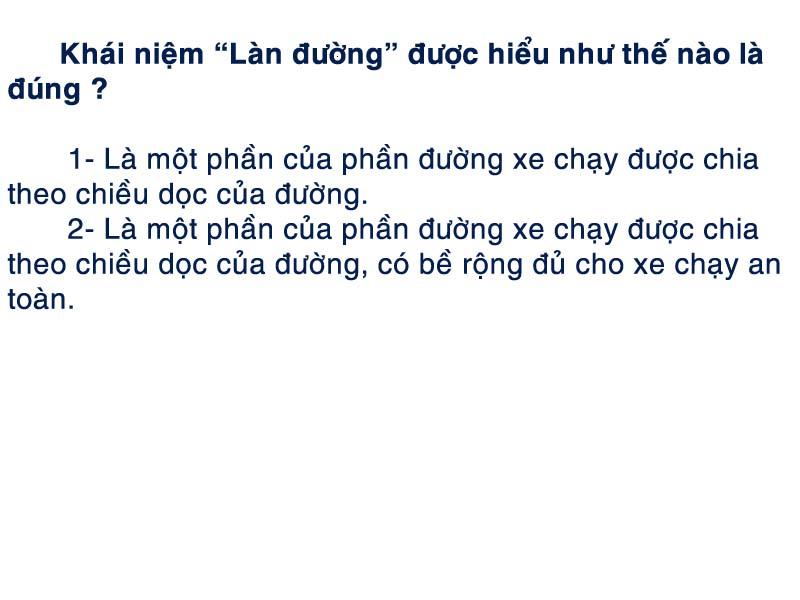 Khái niệm “Làn đường” được hiểu như thế nào là
đúng ?
1- Là một phần của phần đường xe chạy được chia
theo chiều dọc của đường.
2- Là một phần của phần đường xe chạy được chia
theo chiều dọc của đường, có bề rộng đủ cho xe chạy an
toàn.